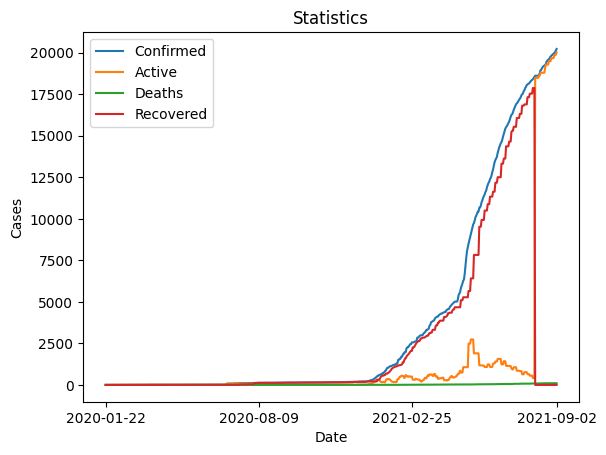 Statistics
Confirmed
Active
Deaths
Recovered
20000
17500
15000
12500
10000
7500
5000
2500
0
Cases
2020-01-22
2020-08-09
2021-02-25
2021-09-02
Date